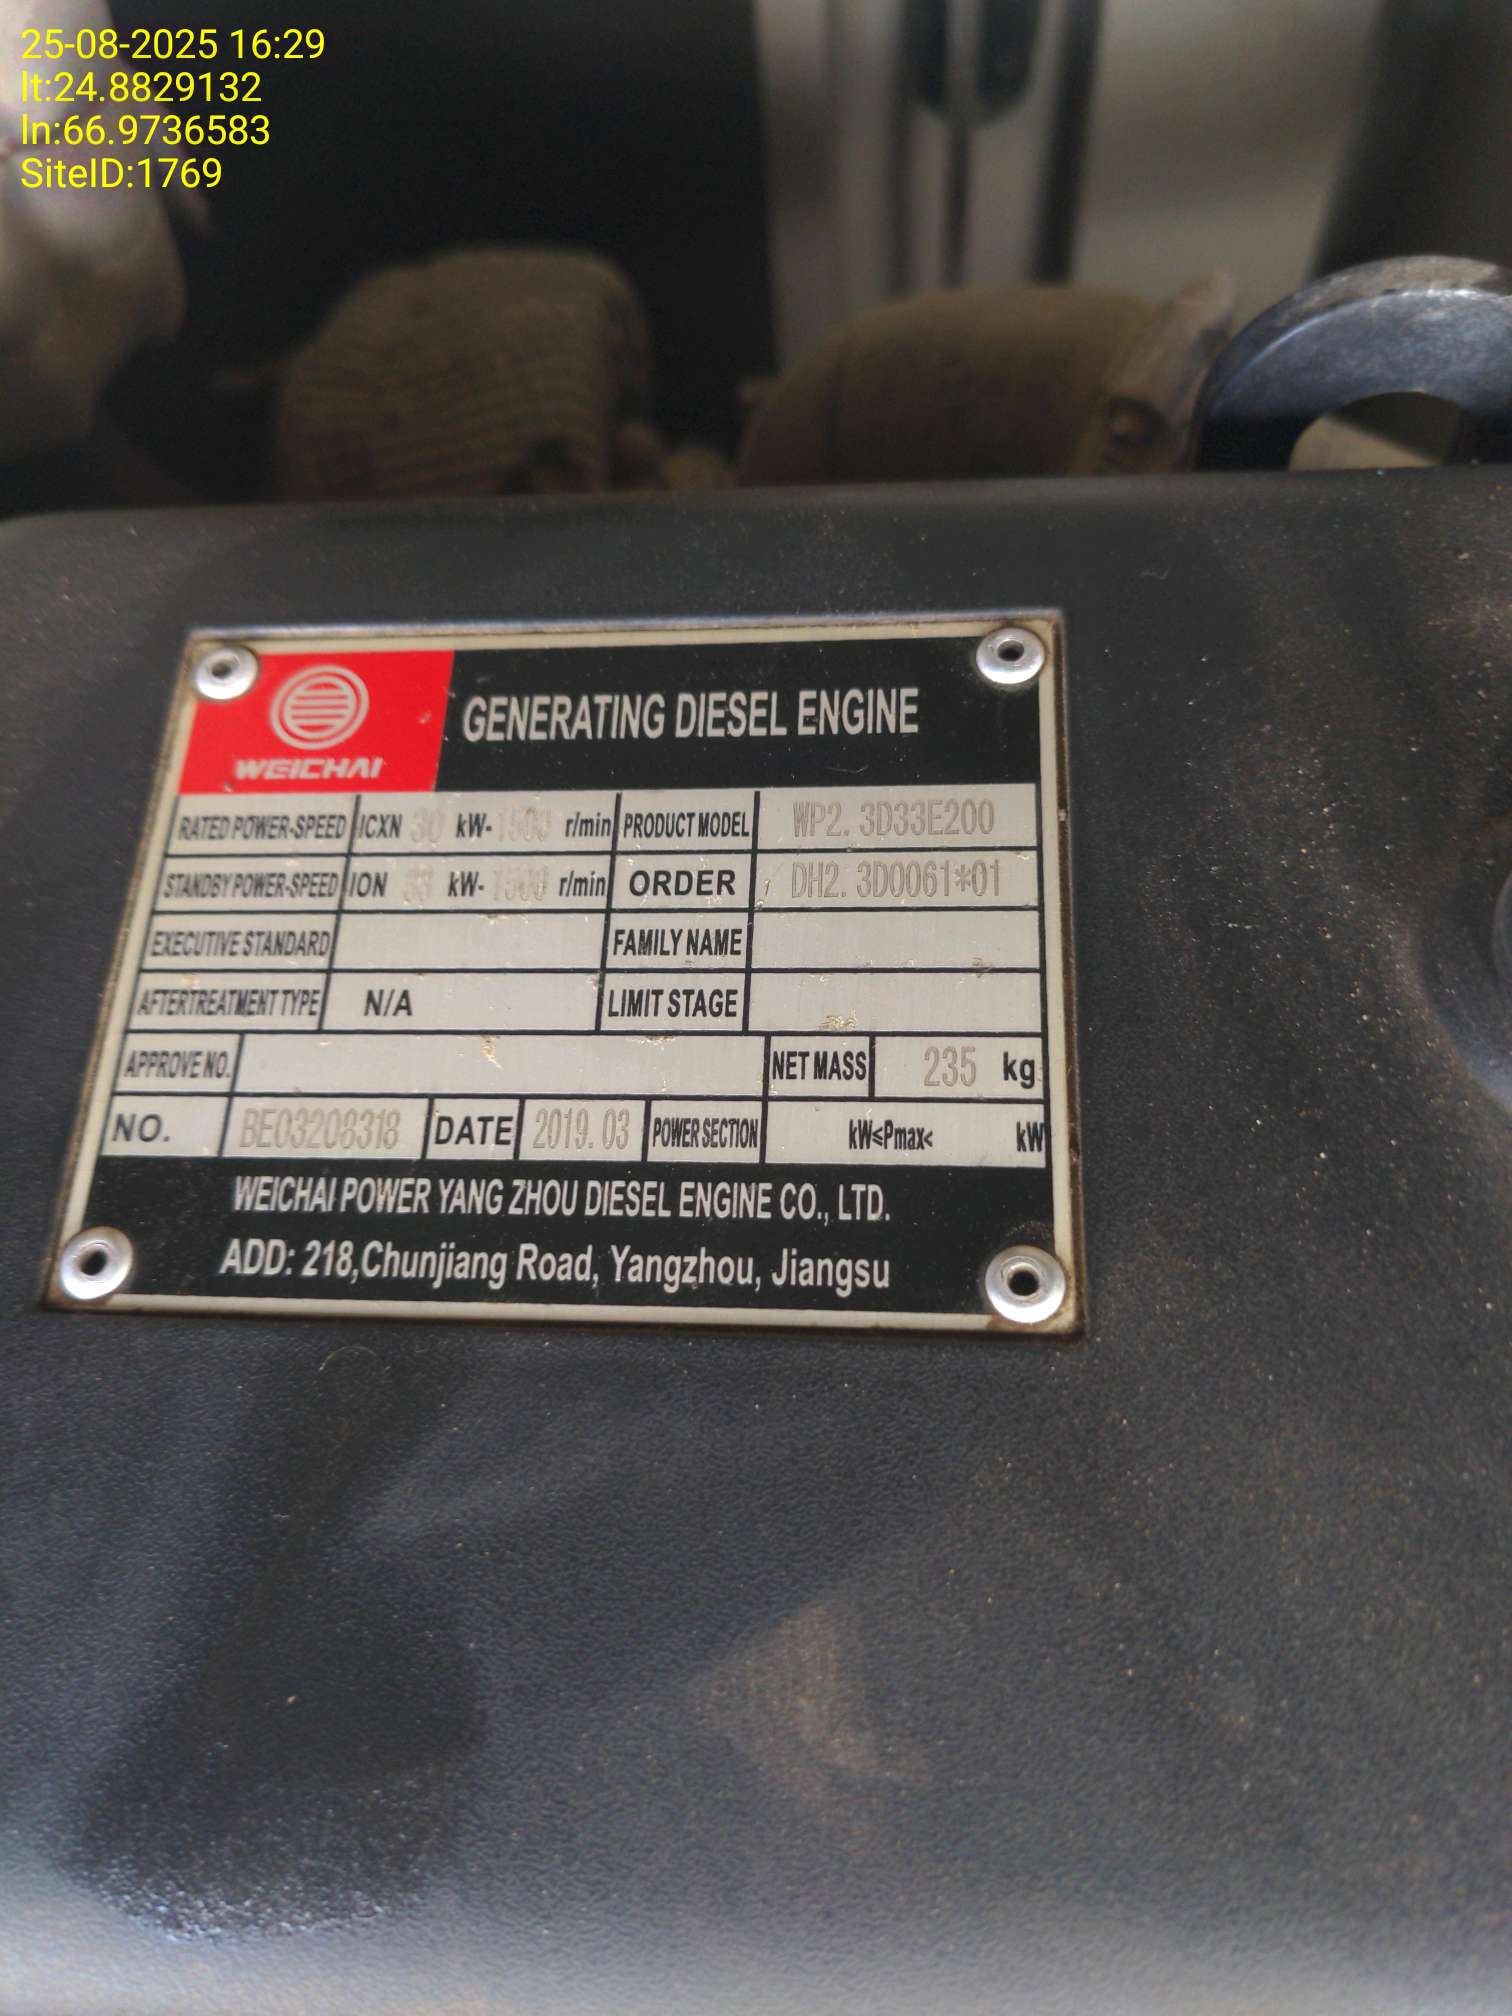 25-08-2025 16:29
lt:24.8829132
ln:66.9736583
SiteID:1769
WEICHAI
GENERATING DIESEL ENGINE
RATED POWER-SPEED ICXN 30 kW- 1500 r/min PRODUCT MODEL WP2.3D33E200
STANDBY POWER-SPEED ION 33 kW- 1500 r/min ORDER DH2.3D0061*01
EXECUTIVE STANDARD FAMILY NAME
AFTERTREATMENT TYPE N/A LIMIT STAGE
APPROVE NO. NET MASS 235 kg
NO. BE03208318 DATE 2019.03 POWER SECTION kW≤Pmax< kW
WEICHAI POWER YANG ZHOU DIESEL ENGINE CO., LTD.
ADD: 218,Chunjiang Road, Yangzhou, Jiangsu